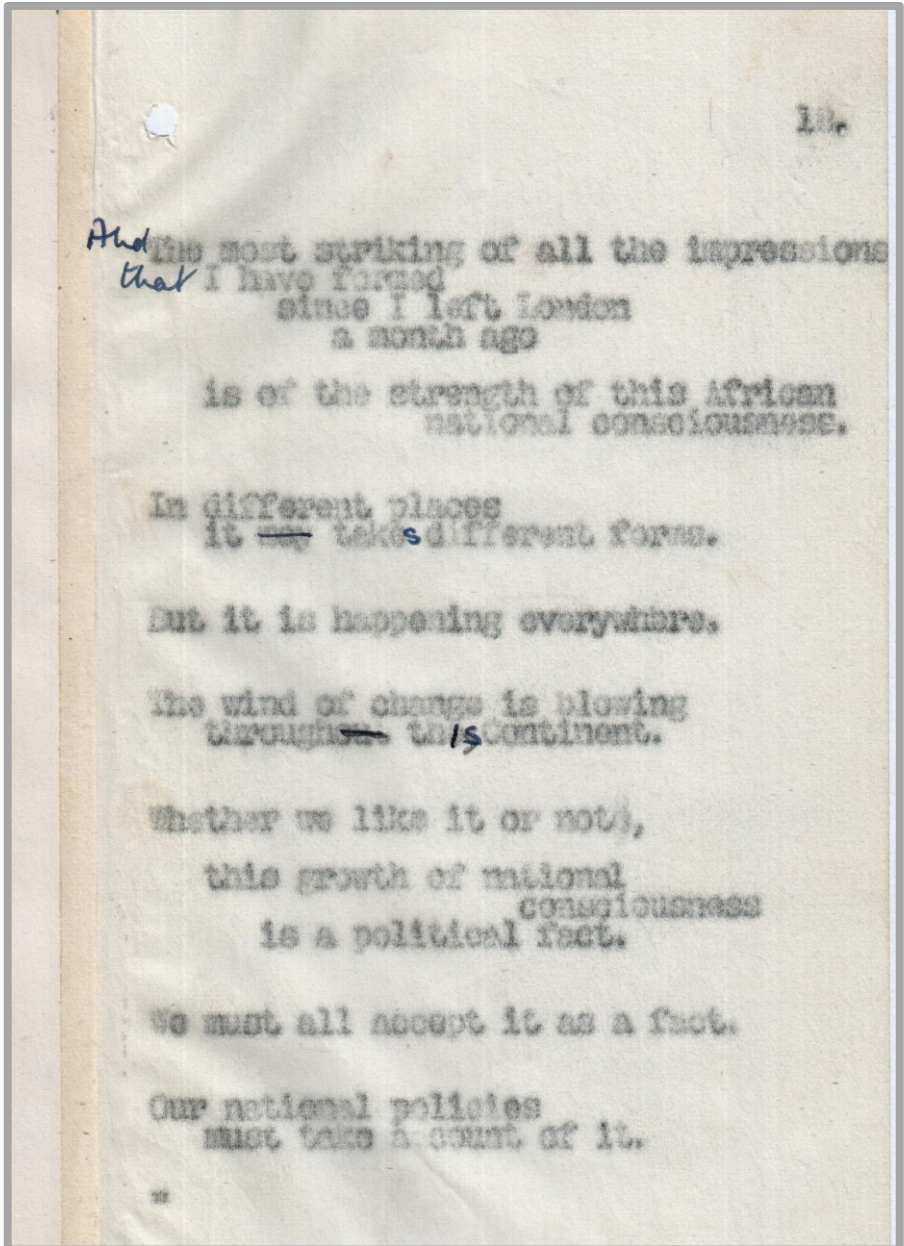 18.
And The most striking of all the impressions
that I have formed
since I left London
a month ago
is of the strength of this African
national consciousness.
In different places
it may takes different forms.
But it is happening everywhere.
The wind of change is blowing
throughout this Continent.
Whether we like it or not,
this growth of national
consciousness
is a political fact.
We must all accept it as a fact.
Our national policies
must take account of it.